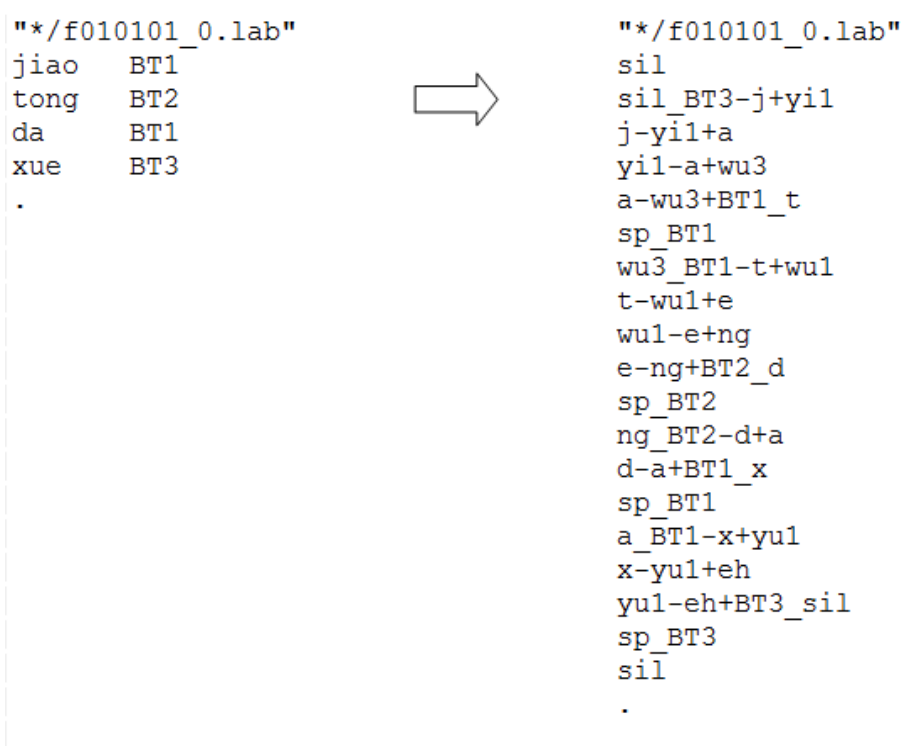 "*/f010101_0.lab"
jiao BT1
tong BT2
da BT1
xue BT3
.
"*/f010101_0.lab"
sil
sil_BT3-j+yi1
j-yi1+a
yi1-a+wu3
a-wu3+BT1_t
sp_BT1
wu3_BT1-t+wu1
t-wu1+e
wu1-e+ng
e-ng+BT2_d
sp_BT2
ng_BT2-d+a
d-a+BT1_x
sp_BT1
a_BT1-x+yu1
x-yu1+eh
yu1-eh+BT3_sil
sp_BT3
sil
.